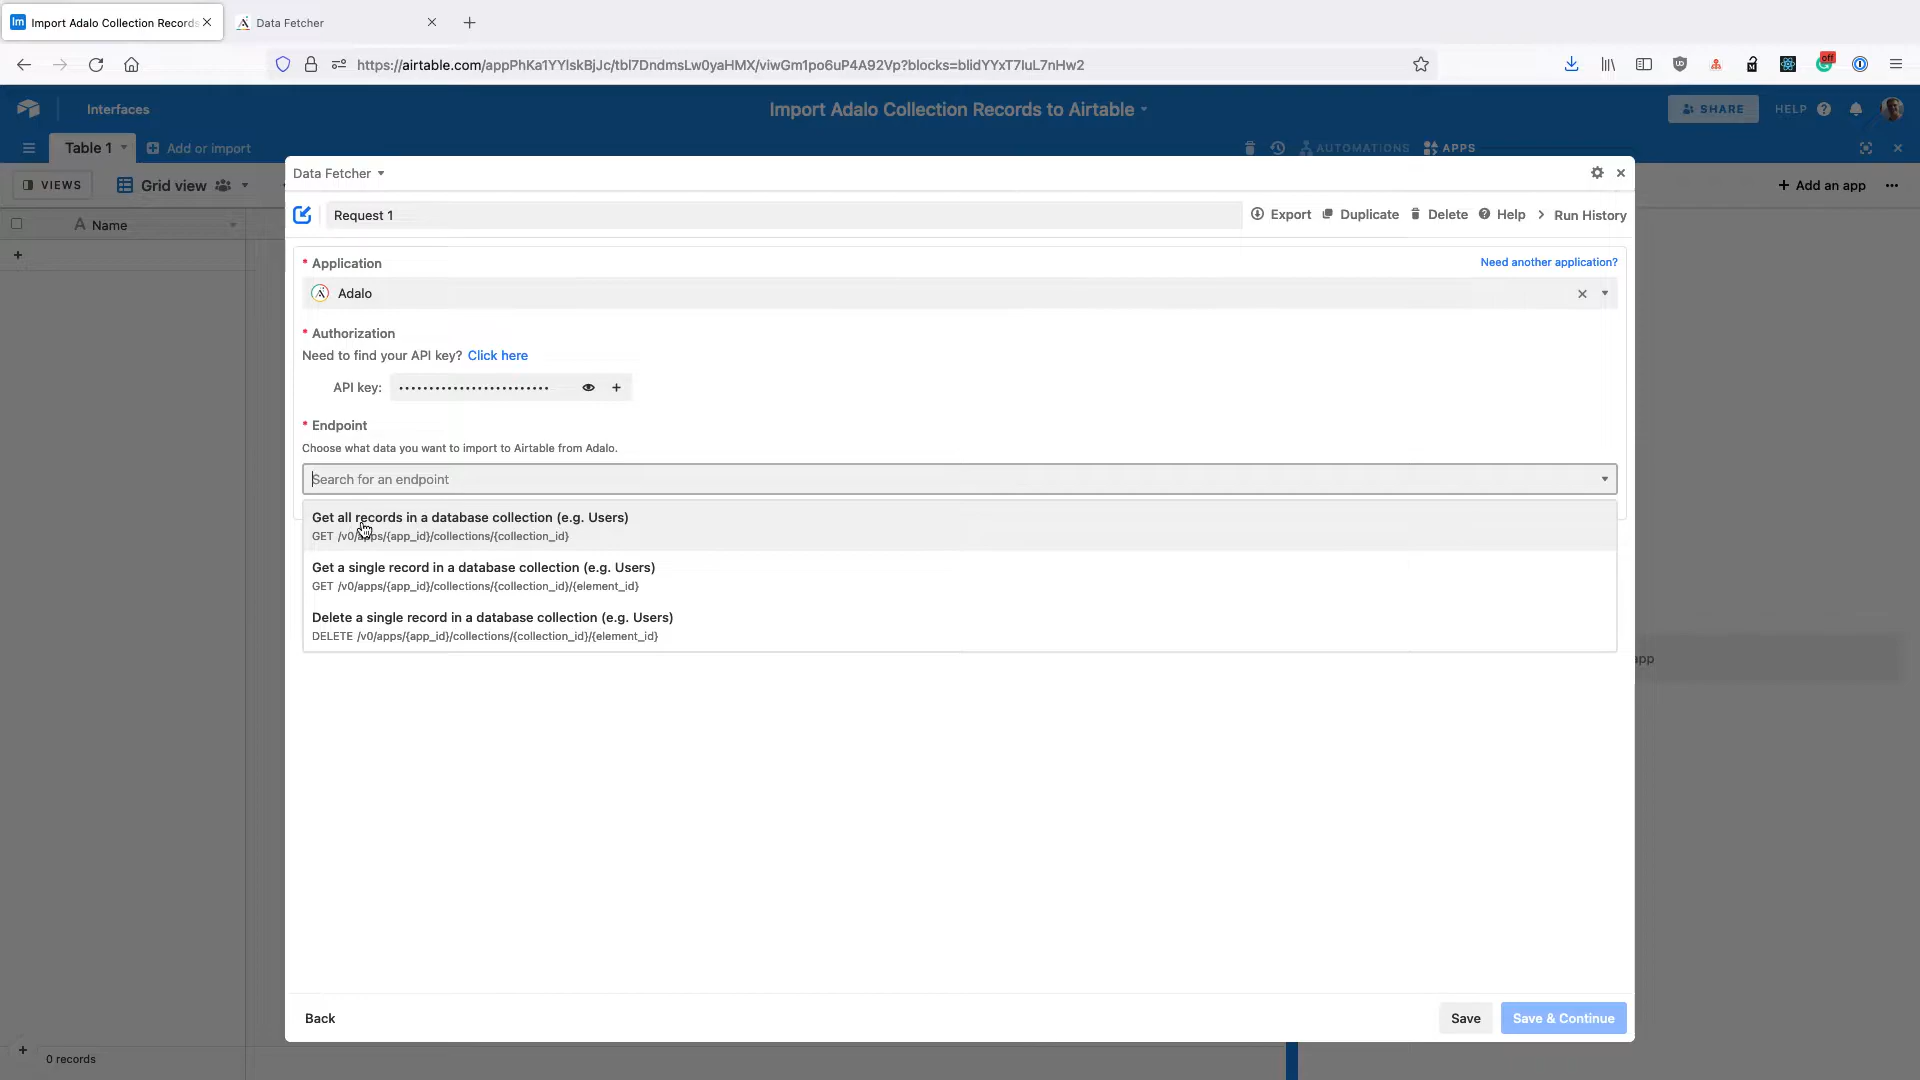 Import Adalo Collection Records
Data Fetcher
https://airtable.com/appPhKa1YYIskBjJc/tbl7DndmsLw0yaHMX/viwGm1po6uP4A92Vp?blocks=blidYYxT7luL7nHw2
off
Interfaces
Import Adalo Collection Records to Airtable
SHARE
HELP
Table 1
Add or import
AUTOMATIONS
APPS
VIEWS
Grid view
Add an app
Name
Data Fetcher
Request 1
Export
Duplicate
Delete
Help
Run History
* Application
Need another application?
Adalo
* Authorization
Need to find your API key? Click here
API key:
* Endpoint
Choose what data you want to import to Airtable from Adalo.
Search for an endpoint
Get all records in a database collection (e.g. Users)
GET /v0/apps/{app_id}/collections/{collection_id}
Get a single record in a database collection (e.g. Users)
GET /v0/apps/{app_id}/collections/{collection_id}/{element_id}
Delete a single record in a database collection (e.g. Users)
DELETE /v0/apps/{app_id}/collections/{collection_id}/{element_id}
app
Back
Save
Save & Continue
0 records